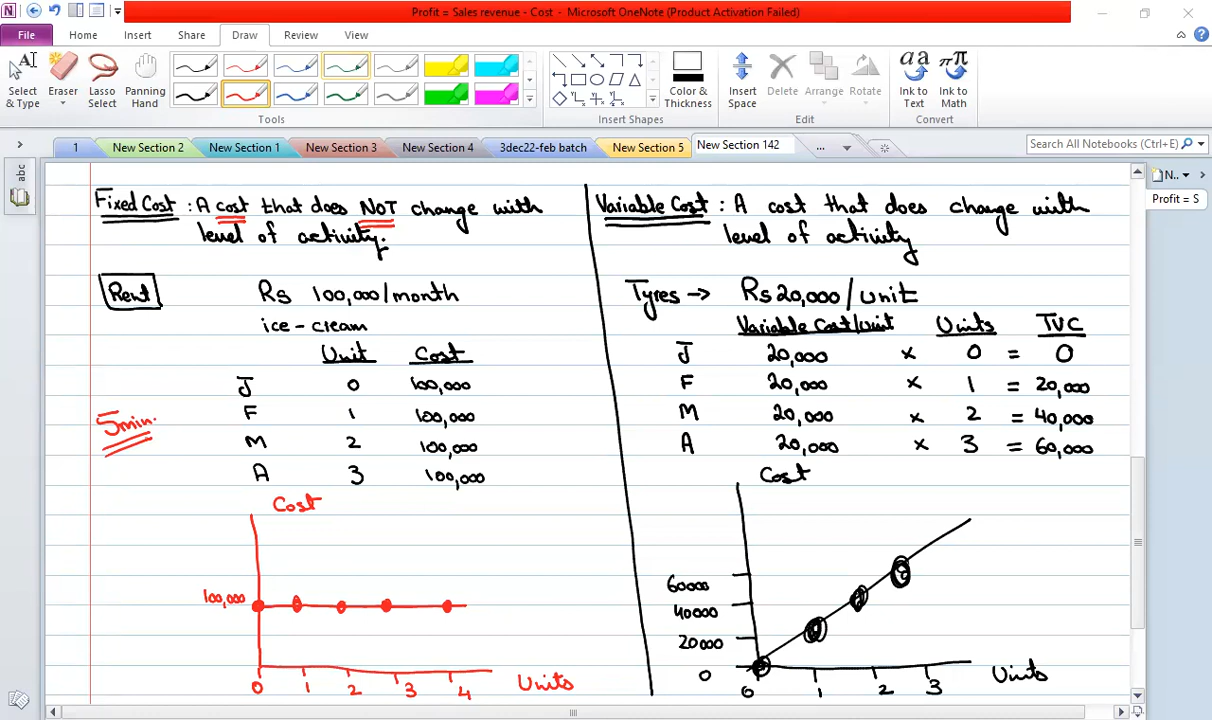 Profit = Sales revenue - Cost - Microsoft OneNote (Product Activation Failed)
File Home Insert Share Draw Review View
Select & Type
Eraser
Lasso Select
Panning Hand
Color & Thickness
Insert Space
Delete
Arrange
Rotate
Ink to Text
Ink to Math
Tools
Insert Shapes
Edit
Convert
1 New Section 2 New Section 1 New Section 3 New Section 4 3dec22-feb batch New Section 5 New Section 142 ... Search All Notebooks (Ctrl+E)
abc
N..
Profit = S
Fixed Cost : A cost that does NOT change with
level of activity.
Rent Rs 100,000/month
ice-cream
Unit Cost
J 0 100,000
F 1 100,000
M 2 100,000
A 3 100,000
5min.
Cost
100,000
0 1 2 3 4 Units
Variable Cost : A cost that does change with
level of activity
Tyres → Rs 20,000/unit
Variable Cost/unit Units TVC
J 20,000 × 0 = 0
F 20,000 × 1 = 20,000
M 20,000 × 2 = 40,000
A 20,000 × 3 = 60,000
Cost
60000
40000
20000
0
0 1 2 3 Units